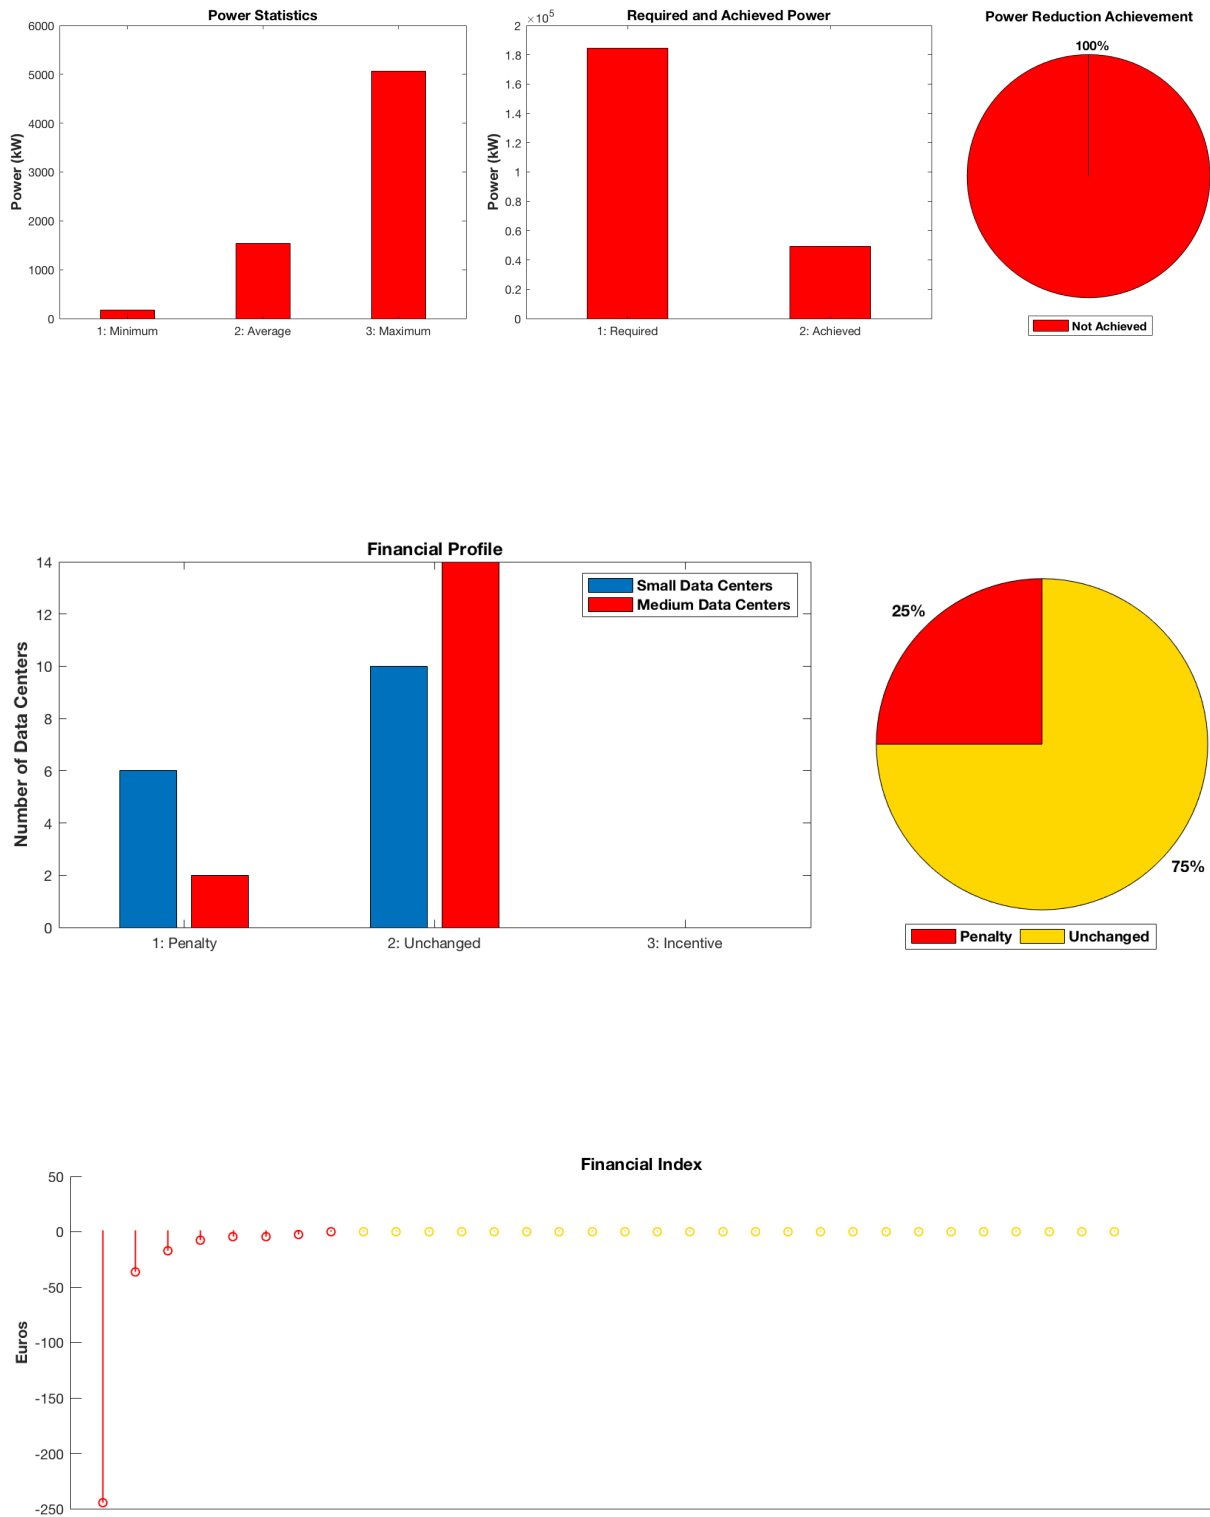 Power Statistics
6000
5000
4000
3000
2000
1000
0
Power (kW)
1: Minimum
2: Average
3: Maximum
Required and Achieved Power
×10^5
2
1.8
1.6
1.4
1.2
1
0.8
0.6
0.4
0.2
0
Power (kW)
1: Required
2: Achieved
Power Reduction Achievement
100%
Not Achieved
Financial Profile
14
12
10
8
6
4
2
0
Number of Data Centers
Small Data Centers
Medium Data Centers
1: Penalty
2: Unchanged
3: Incentive
25%
75%
Penalty
Unchanged
Financial Index
50
0
-50
-100
-150
-200
-250
Euros